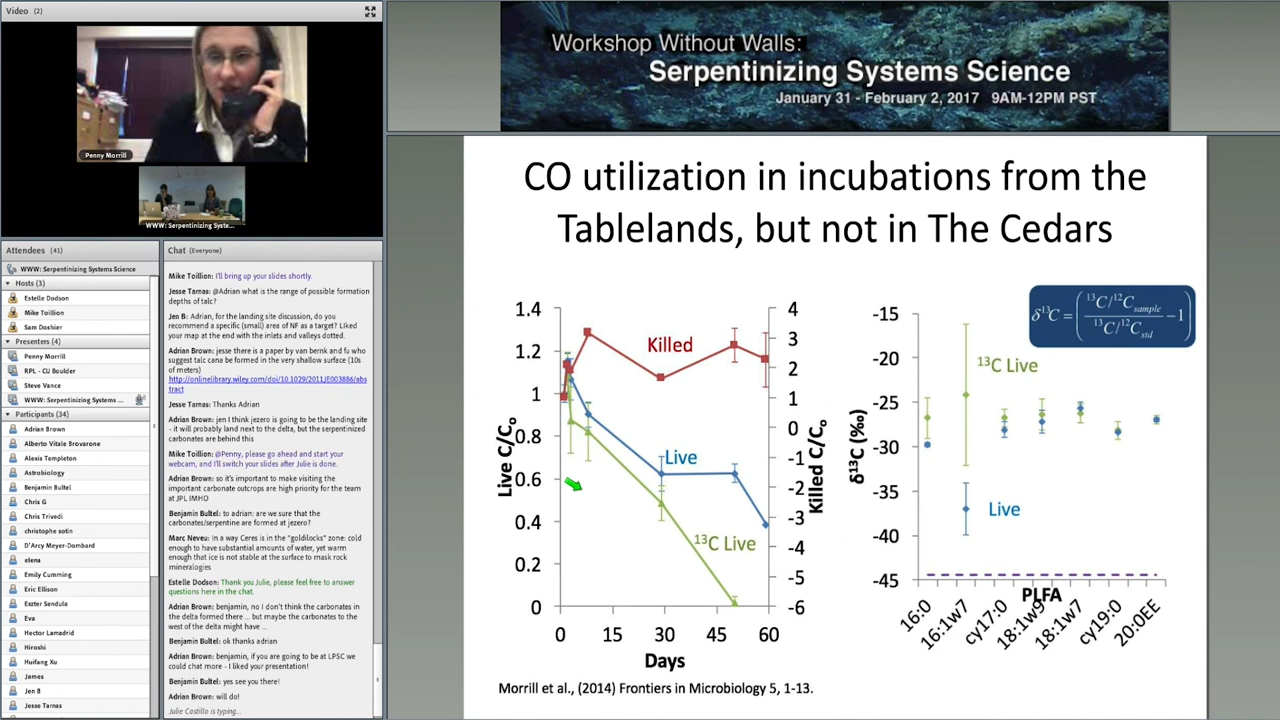 Video (2)
Penny Morrill
WWW: Serpentinizing Syste...
Attendees (41)
WWW: Serpentinizing Systems Science
Hosts (3)
Estelle Dodson
Mike Toillion
Sam Doshier
Presenters (4)
Penny Morrill
RPL - CU Boulder
Steve Vance
WWW: Serpentinizing Systems ...
Participants (34)
Adrian Brown
Alberto Vitale Brovarone
Alexis Templeton
Astrobiology
Benjamin Bultel
Chris G
Chris Trivedi
christophe sotin
D'Arcy Meyer-Dombard
elena
Emily Cumming
Eric Ellison
Eszter Sendula
Eva
Hector Lamadrid
Hiroshi
Huifang Xu
James
Jen B
Jesse Tarnas
Chat (Everyone)
Mike Toillion: I'll bring up your slides shortly.
Jesse Tarnas: @Adrian what is the range of possible formation
depths of talc?
Jen B: Adrian, for the landing site discussion, do you
recommend a specific (small) area of NF as a target? LIked
your map at the end with the inlets and valleys dotted.
Adrian Brown: jesse there is a paper by van bernk and fu who
suggest talc cana be formed in the very shallow surface (10s
of meters)
http://onlinelibrary.wiley.com/doi/10.1029/2011JE003886/abs
tract
Jesse Tarnas: Thanks Adrian
Adrian Brown: jen I think jezero is going to be the landing site
- it will probably land next to the delta, but the serpentinized
carbonates are behind this
Mike Toillion: @Penny, please go ahead and start your
webcam, and I'll switch your slides after Julie is done.
Adrian Brown: so it's important to make visiting the
important carbonate outcrops are high priority for the team
at JPL IMHO
Benjamin Bultel: to adrian: are we sure that the
carbonates/serpentine are formed at jezero?
Marc Neveu: In a way Ceres is in the "goldilocks" zone: cold
enough to have substantial amounts of water, yet warm
enough that ice is not stable at the surface to mask rock
mineralogies
Estelle Dodson: Thank you Julie, please feel free to answer
questions here in the chat.
Adrian Brown: benjamin, no I don't think the carbonates in
the delta formed there ... but maybe the carbonates to the
west of the delta might have ...
Benjamin Bultel: ok thanks adrian
Adrian Brown: benjamin, if you are going to be at LPSC we
could chat more - i liked your presentation!
Benjamin Bultel: yes see you there!
Adrian Brown: will do!
Julie Castillo is typing...
Workshop Without Walls:
Serpentinizing Systems Science
January 31 - February 2, 2017 9AM-12PM PST
CO utilization in incubations from the
Tablelands, but not in The Cedars
Live C/C₀
1.4
1.2
1
0.8
0.6
0.4
0.2
0
0 15 30 45 60
Days
Killed
Live
¹³C Live
4
3
2
1
0
-1
-2
-3
-4
-5
-6
Killed C/C₀
δ¹³C = (¹³C/¹²C sample / ¹³C/¹²C std − 1)
δ¹³C (‰)
-15
-20
-25
-30
-35
-40
-45
¹³C Live
Live
PLFA
16:0
16:1w7
cy17:0
18:1w9
18:1w7
cy19:0
20:0EE
Morrill et al., (2014) Frontiers in Microbiology 5, 1-13.